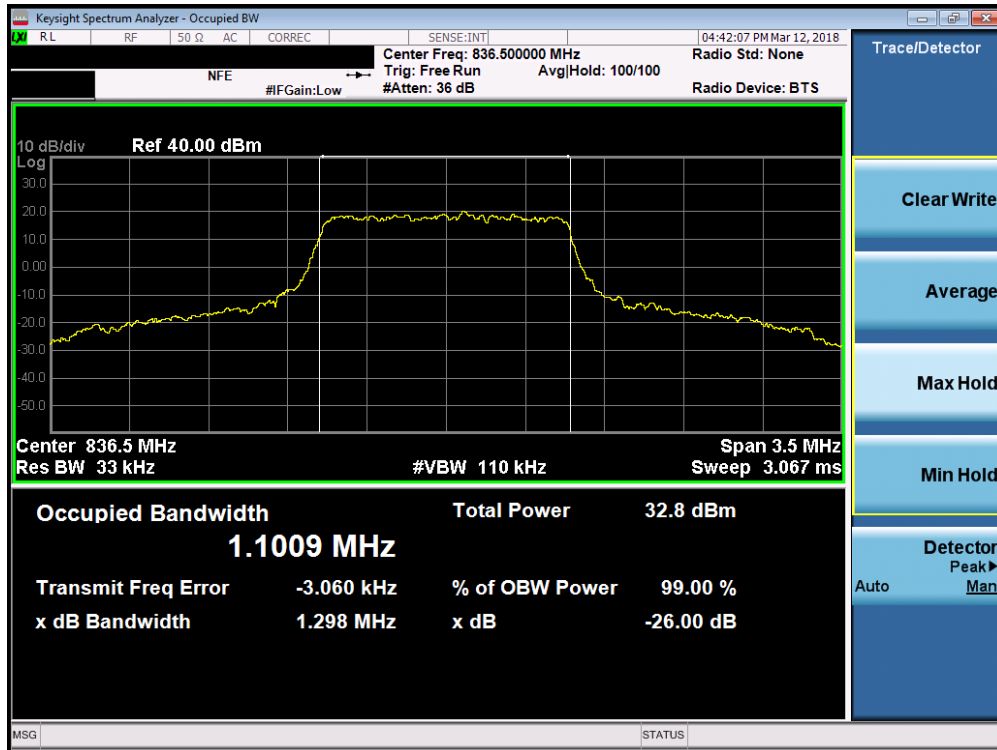 Keysight Spectrum Analyzer - Occupied BW
LXI RL RF 50 Ω AC CORREC SENSE:INT 04:42:07 PM Mar 12, 2018
Center Freq: 836.500000 MHz Radio Std: None
NFE Trig: Free Run Avg|Hold: 100/100
#IFGain:Low #Atten: 36 dB Radio Device: BTS
10 dB/div Ref 40.00 dBm
Log
30.0
20.0
10.0
0.00
-10.0
-20.0
-30.0
-40.0
-50.0
Center 836.5 MHz Span 3.5 MHz
Res BW 33 kHz #VBW 110 kHz Sweep 3.067 ms
Occupied Bandwidth Total Power 32.8 dBm
1.1009 MHz
Transmit Freq Error -3.060 kHz % of OBW Power 99.00 %
x dB Bandwidth 1.298 MHz x dB -26.00 dB
MSG STATUS
Trace/Detector
Clear Write
Average
Max Hold
Min Hold
Detector
Peak▶
Auto Man